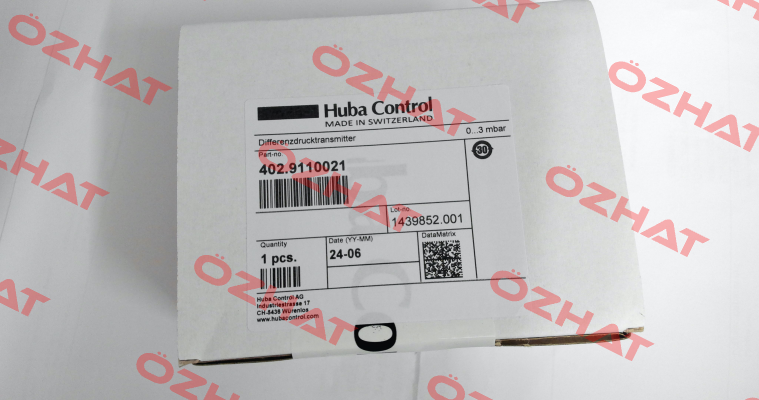 Huba Control
MADE IN SWITZERLAND
Differenzdrucktransmitter
0...3 mbar
Part-no.
402.9110021
30
Lot-no.
1439852.001
Quantity
1 pcs.
Date (YY-MM)
24-06
DataMatrix
Huba Control AG
Industriestrasse 17
CH-5436 Würenlos
www.hubacontrol.com
ÖZHAT
ÖZHAT
ÖZHAT
ÖZHAT
ÖZHAT
ÖZHAT
ÖZHAT
ÖZHAT
ÖZHAT